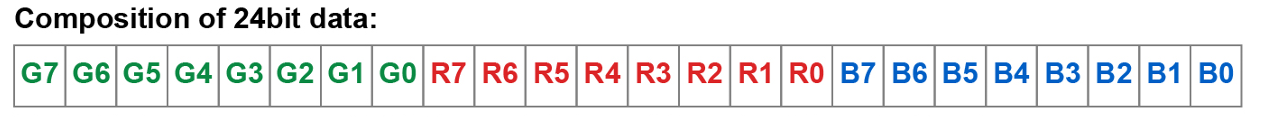 Composition of 24bit data:
G7 G6 G5 G4 G3 G2 G1 G0 R7 R6 R5 R4 R3 R2 R1 R0 B7 B6 B5 B4 B3 B2 B1 B0